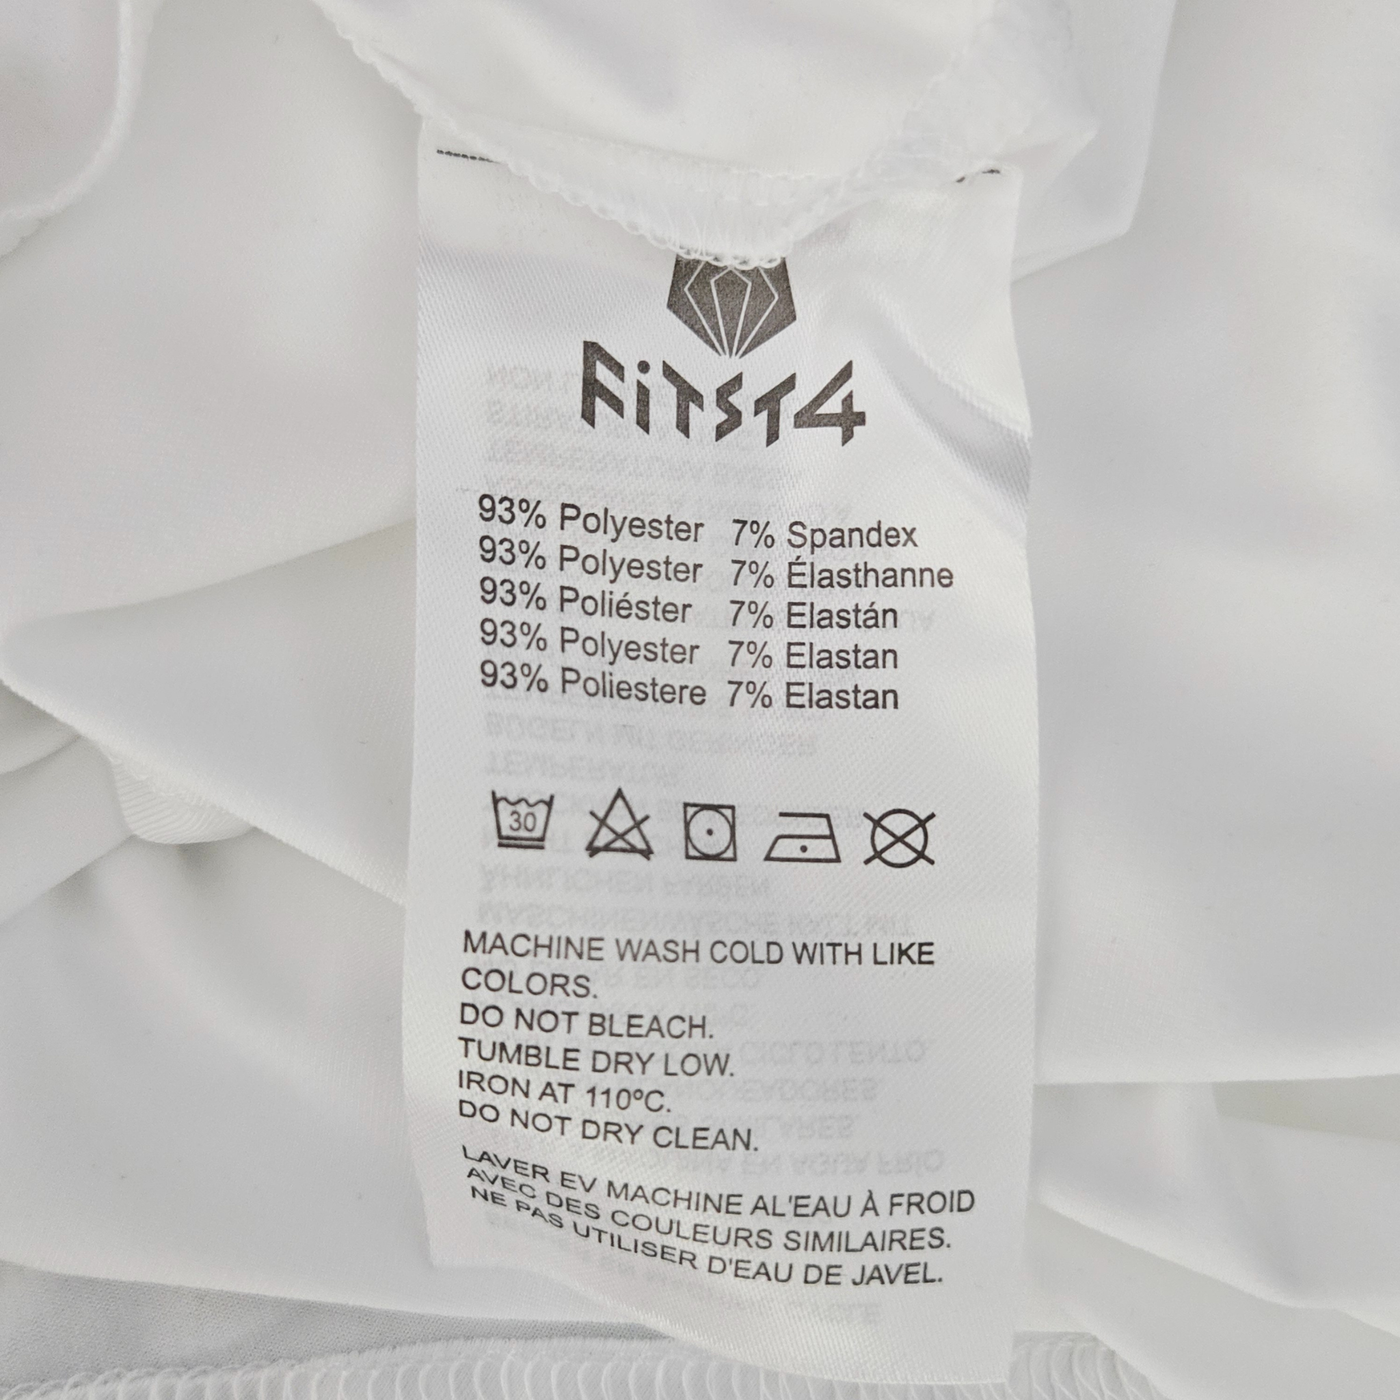 FiTST4
93% Polyester 7% Spandex
93% Polyester 7% Élasthanne
93% Poliéster 7% Elastán
93% Polyester 7% Elastan
93% Poliestere 7% Elastan
30
MACHINE WASH COLD WITH LIKE
COLORS.
DO NOT BLEACH.
TUMBLE DRY LOW.
IRON AT 110ºC.
DO NOT DRY CLEAN.
LAVER EV MACHINE AL'EAU À FROID
AVEC DES COULEURS SIMILAIRES.
NE PAS UTILISER D'EAU DE JAVEL.